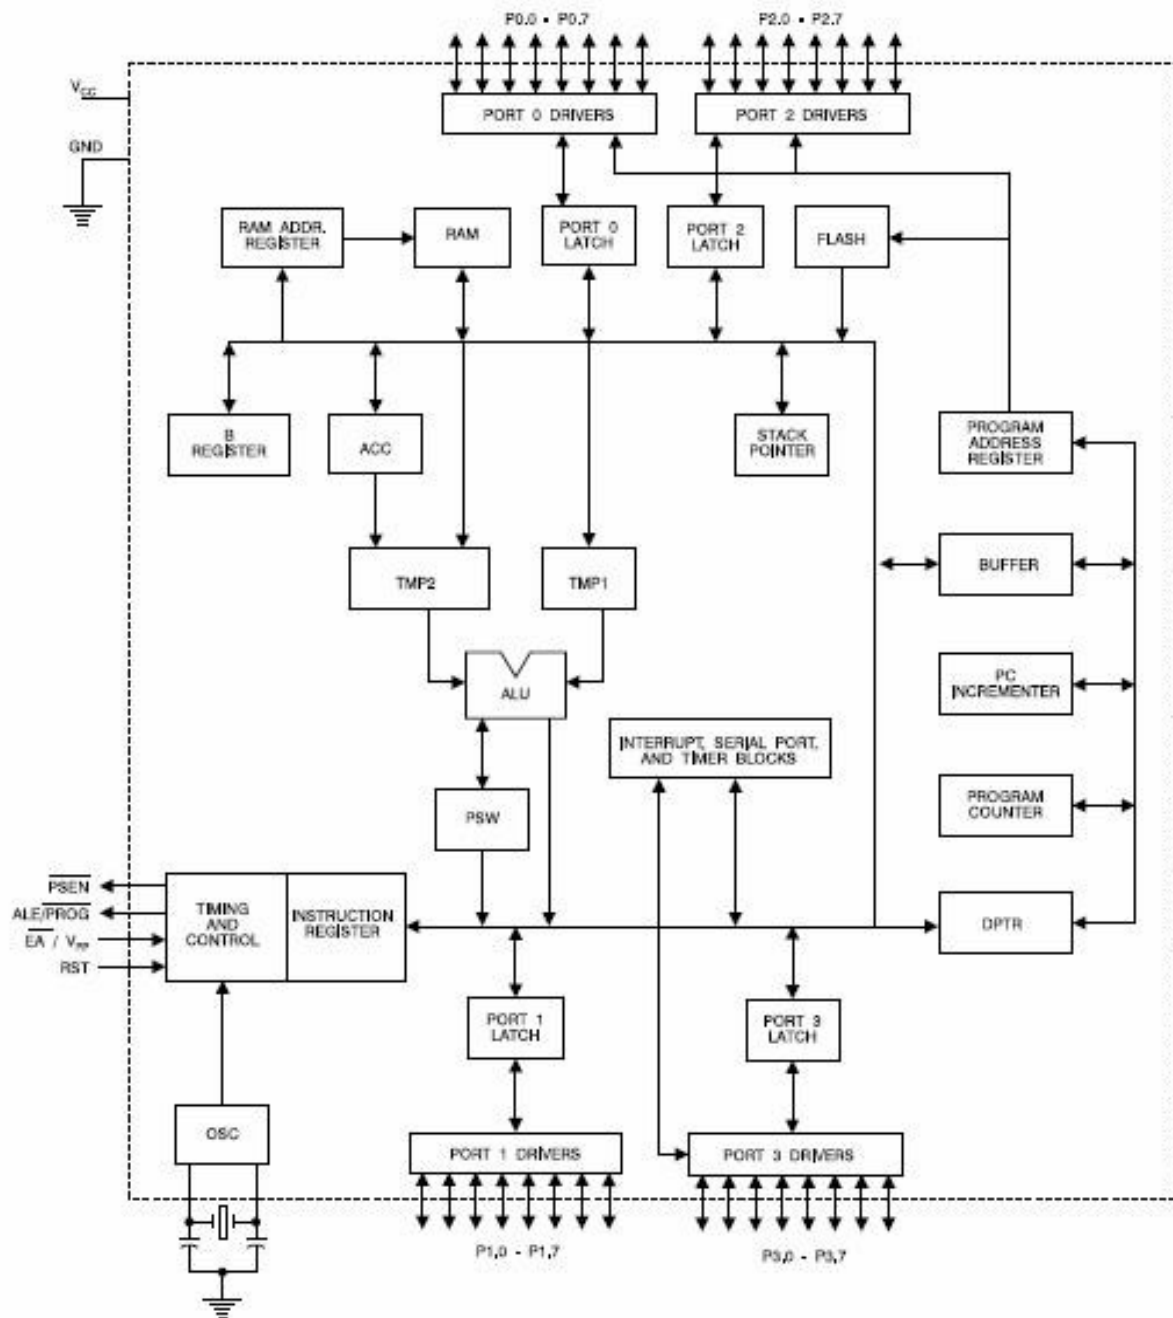 P0.0 - P0.7
P2.0 - P2.7
VCC
PORT 0 DRIVERS
PORT 2 DRIVERS
GND
RAM ADDR.
REGISTER
RAM
PORT 0
LATCH
PORT 2
LATCH
FLASH
B
REGISTER
ACC
STACK
POINTER
PROGRAM
ADDRESS
REGISTER
TMP2
TMP1
BUFFER
ALU
PC
INCREMENTER
INTERRUPT, SERIAL PORT,
AND TIMER BLOCKS
PSW
PROGRAM
COUNTER
PSEN
ALE/PROG
EA / VPP
RST
TIMING
AND
CONTROL
INSTRUCTION
REGISTER
DPTR
PORT 1
LATCH
PORT 3
LATCH
OSC
PORT 1 DRIVERS
PORT 3 DRIVERS
P1.0 - P1.7
P3.0 - P3.7